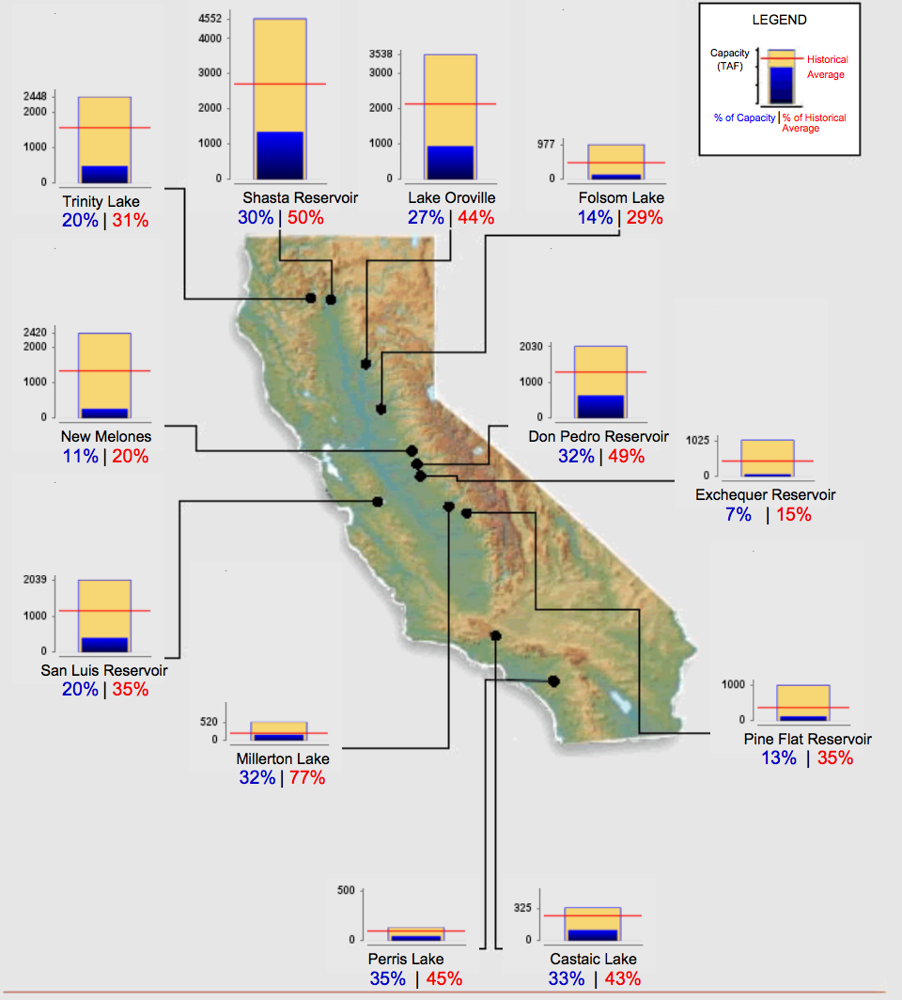 LEGEND
Capacity
(TAF)
Historical
Average
% of Capacity | % of Historical
Average
2448
2000
1000
0
Trinity Lake
20% | 31%
4552
4000
3000
2000
1000
0
Shasta Reservoir
30% | 50%
3538
3000
2000
1000
0
Lake Oroville
27% | 44%
977
0
Folsom Lake
14% | 29%
2420
2000
1000
0
New Melones
11% | 20%
2030
1000
0
Don Pedro Reservoir
32% | 49%
1025
0
Exchequer Reservoir
7% | 15%
2039
1000
0
San Luis Reservoir
20% | 35%
520
0
Millerton Lake
32% | 77%
1000
0
Pine Flat Reservoir
13% | 35%
500
0
Perris Lake
35% | 45%
325
0
Castaic Lake
33% | 43%